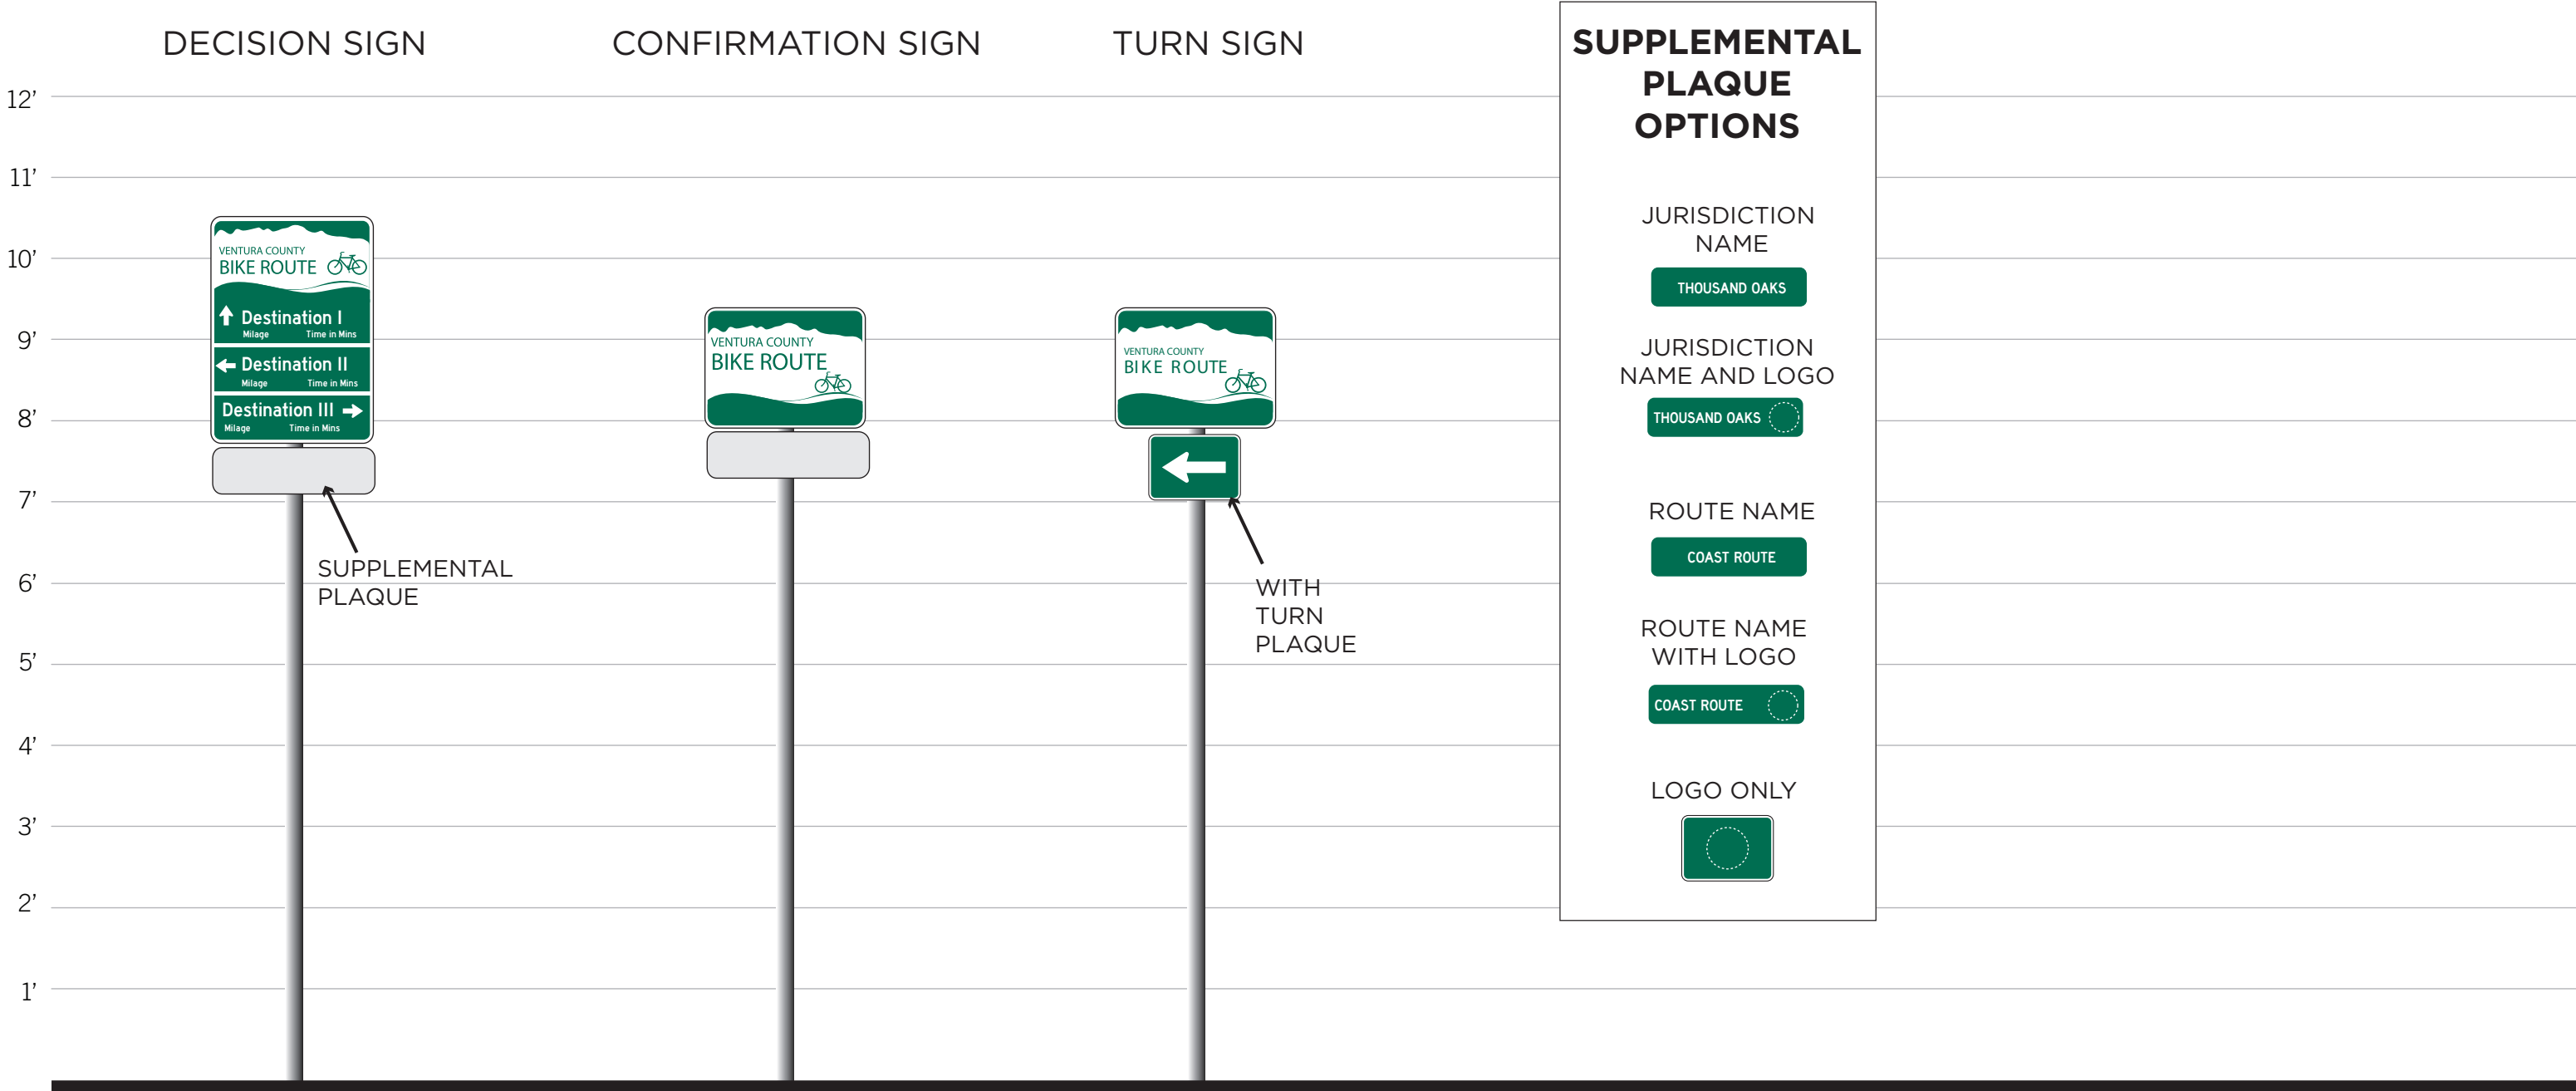 DECISION SIGN
CONFIRMATION SIGN
TURN SIGN
12’
11’
10’
9’
8’
7’
6’
5’
4’
3’
2’
1’
VENTURA COUNTY
BIKE ROUTE
Destination I
Milage Time in Mins
Destination II
Milage Time in Mins
Destination III
Milage Time in Mins
SUPPLEMENTAL
PLAQUE
VENTURA COUNTY
BIKE ROUTE
VENTURA COUNTY
BIKE ROUTE
WITH
TURN
PLAQUE
SUPPLEMENTAL
PLAQUE
OPTIONS
JURISDICTION
NAME
THOUSAND OAKS
JURISDICTION
NAME AND LOGO
THOUSAND OAKS
ROUTE NAME
COAST ROUTE
ROUTE NAME
WITH LOGO
COAST ROUTE
LOGO ONLY